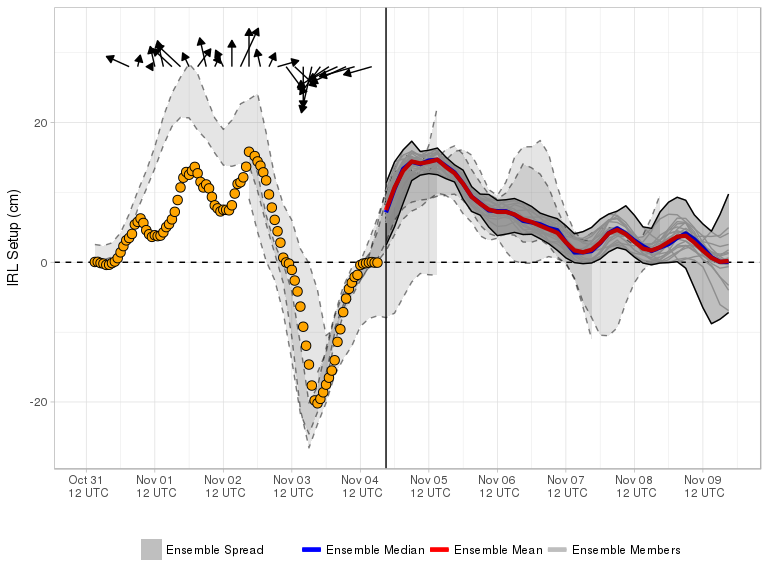 IRL Setup (cm)
20
0
-20
Oct 31 Nov 01 Nov 02 Nov 03 Nov 04 Nov 05 Nov 06 Nov 07 Nov 08 Nov 09
12 UTC 12 UTC 12 UTC 12 UTC 12 UTC 12 UTC 12 UTC 12 UTC 12 UTC 12 UTC
Ensemble Spread Ensemble Median Ensemble Mean Ensemble Members